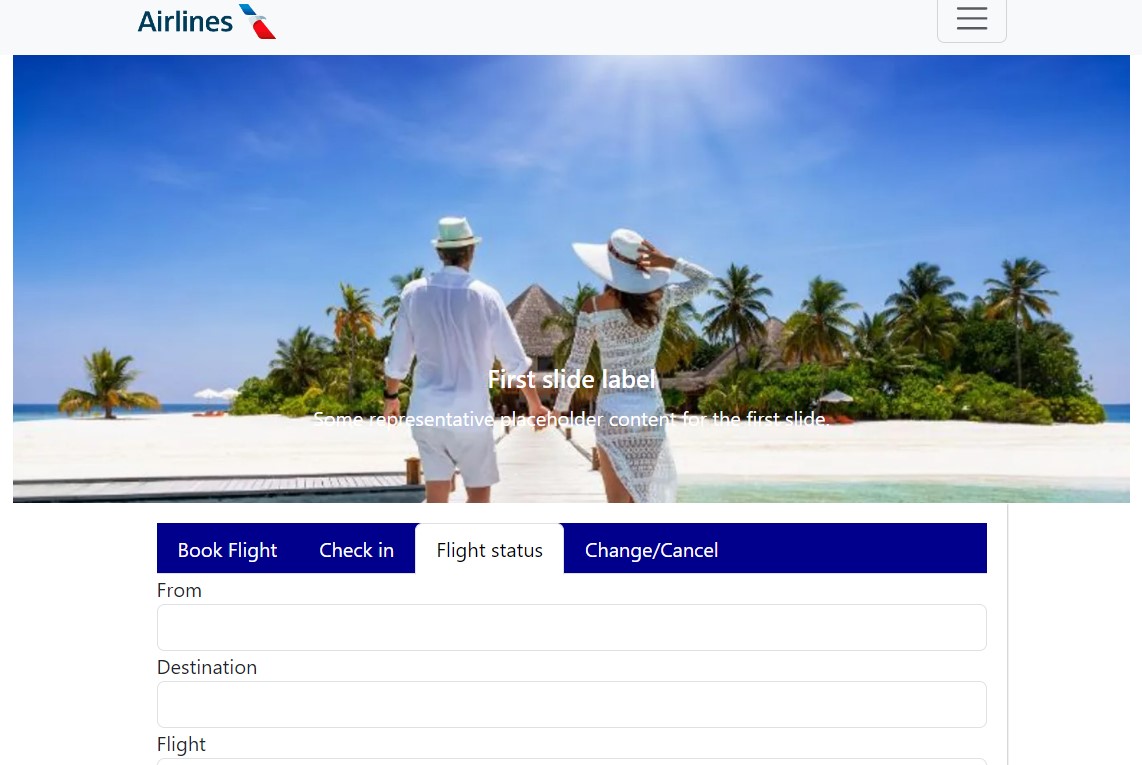 Airlines
First slide label
Some representative placeholder content for the first slide.
Book Flight Check in Flight status Change/Cancel
From
Destination
Flight